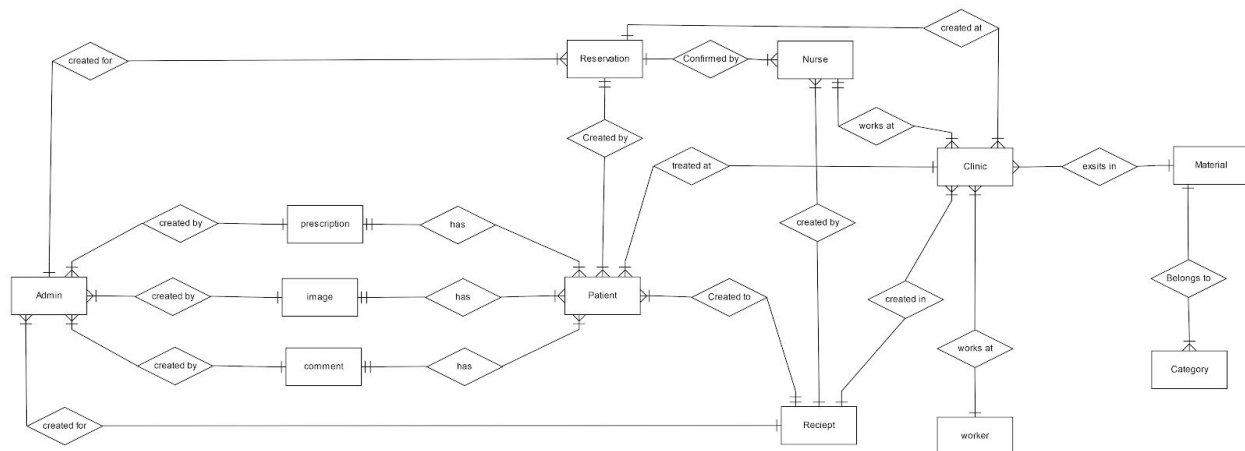 created at
Reservation
Confirmed by
Nurse
created for
works at
Created by
Clinic
exsits in
Material
treated at
prescription
created by
has
created by
Belongs to
Admin
created by
image
has
Patient
Created to
created in
created by
comment
has
works at
Category
created for
Reciept
worker